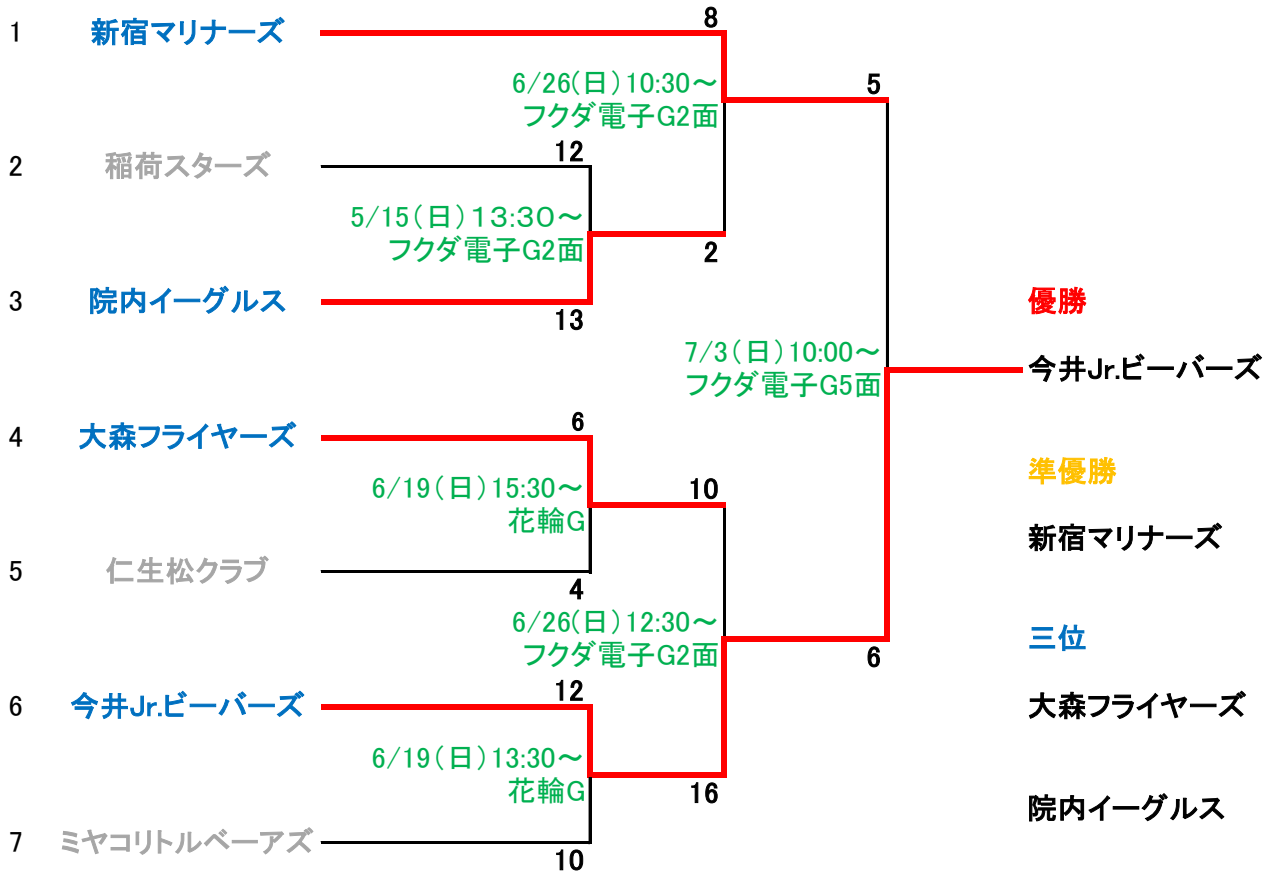 1 新宿マリナーズ 8
6/26(日)10:30～ 5
フクダ電子G2面
2 稲荷スターズ 12
5/15(日)13:30～
フクダ電子G2面 2
3 院内イーグルス 13
優勝
7/3(日)10:00～
フクダ電子G5面
今井Jr.ビーバーズ
4 大森フライヤーズ 6
6/19(日)15:30～ 10
花輪G
準優勝
新宿マリナーズ
5 仁生松クラブ 4
6/26(日)12:30～
フクダ電子G2面 6
三位
6 今井Jr.ビーバーズ 12
大森フライヤーズ
6/19(日)13:30～
花輪G 16
院内イーグルス
7 ミヤコリトルベーアズ 10